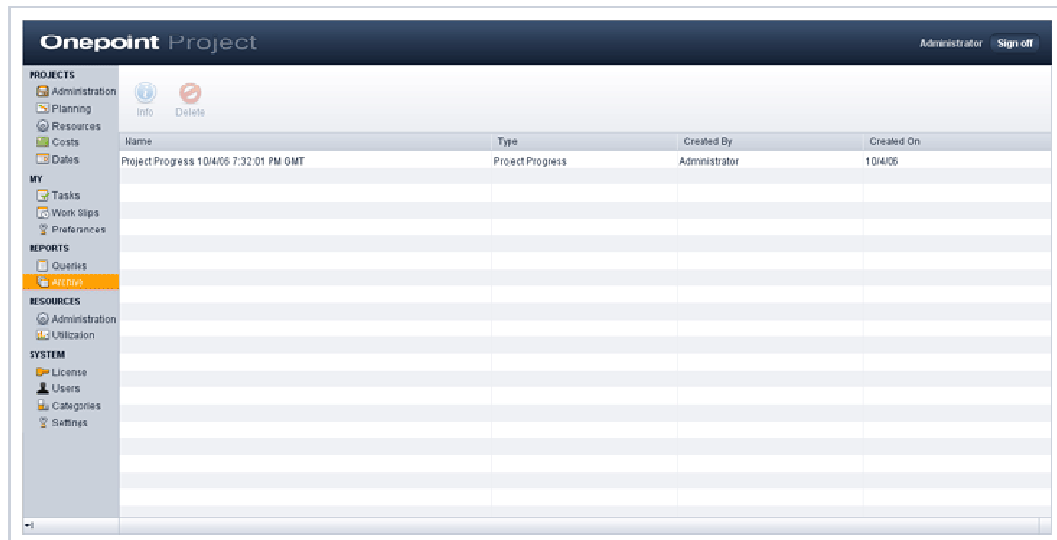 Onepoint Project
Administrator Sign off
PROJECTS
Administration
Planning
Resources
Costs
Dates
MY
Tasks
Work Slips
Preferences
REPORTS
Queries
Archive
RESOURCES
Administration
Utilization
SYSTEM
License
Users
Categories
Settings
Info Delete
Name Type Created By Created On
Project Progress 10/4/06 7:32:01 PM GMT Project Progress Administrator 10/4/06